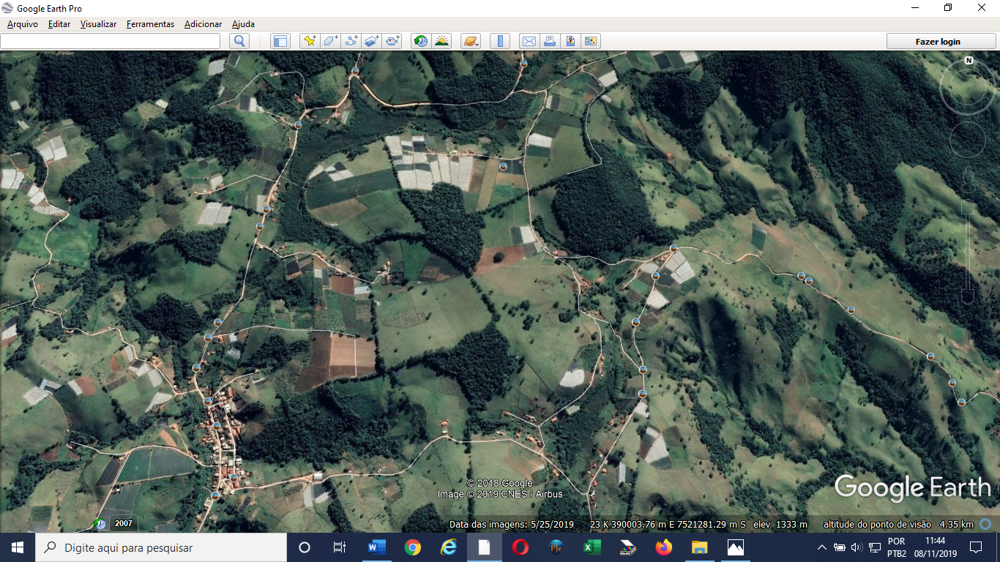 Google Earth Pro
Arquivo Editar Visualizar Ferramentas Adicionar Ajuda
Fazer login
N
© 2018 Google
Image © 2019 CNES / Airbus
Google Earth
2007
Data das imagens: 5/25/2019 23 K 390003.76 m E 7521281.29 m S elev 1333 m altitude do ponto de visão 4.35 km
Digite aqui para pesquisar
W
PJe
X
POR
PTB2
11:44
08/11/2019